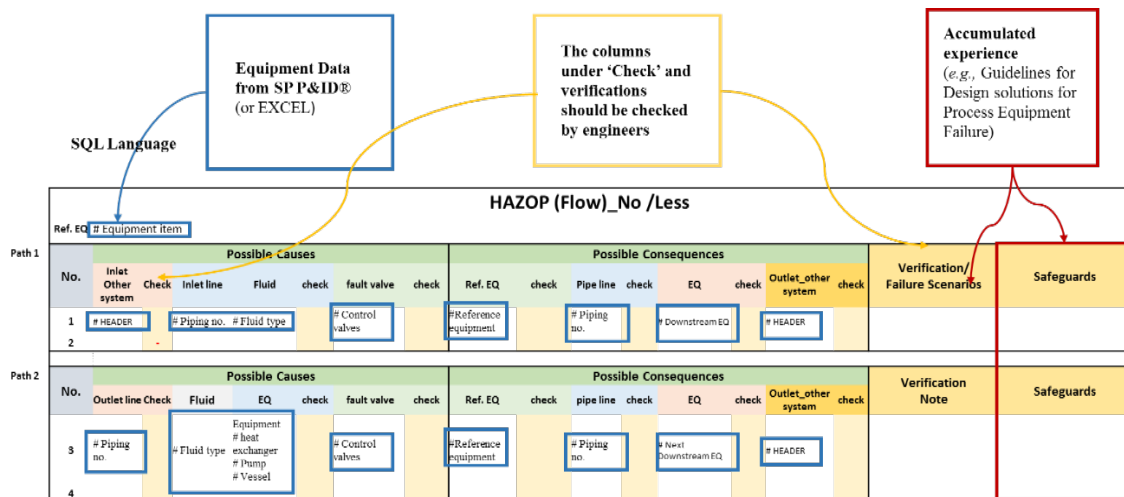 Equipment Data
from SP P&ID®
(or EXCEL)
The columns
under ‘Check’ and
verifications
should be checked
by engineers
Accumulated
experience
(e.g., Guidelines for
Design solutions for
Process Equipment
Failure)
SQL Language
HAZOP (Flow)_No /Less
Ref. EQ # Equipment item
Path 1
No. Possible Causes Possible Consequences Verification/ Failure Scenarios Safeguards
Inlet Other system Check Inlet line Fluid check fault valve check Ref. EQ check Pipe line check EQ check Outlet_other system check
1 # HEADER # Piping no. # Fluid type # Control valves #Reference equipment # Piping no. # Downstream EQ # HEADER
2 -
Path 2
No. Possible Causes Possible Consequences Verification Note Safeguards
Outlet line Check Fluid EQ check fault valve check Ref. EQ check pipe line check EQ check Outlet_other system check
3 # Piping no. # Fluid type Equipment # heat exchanger # Pump # Vessel # Control valves #Reference equipment # Piping no. # Next Downstream EQ # HEADER
4